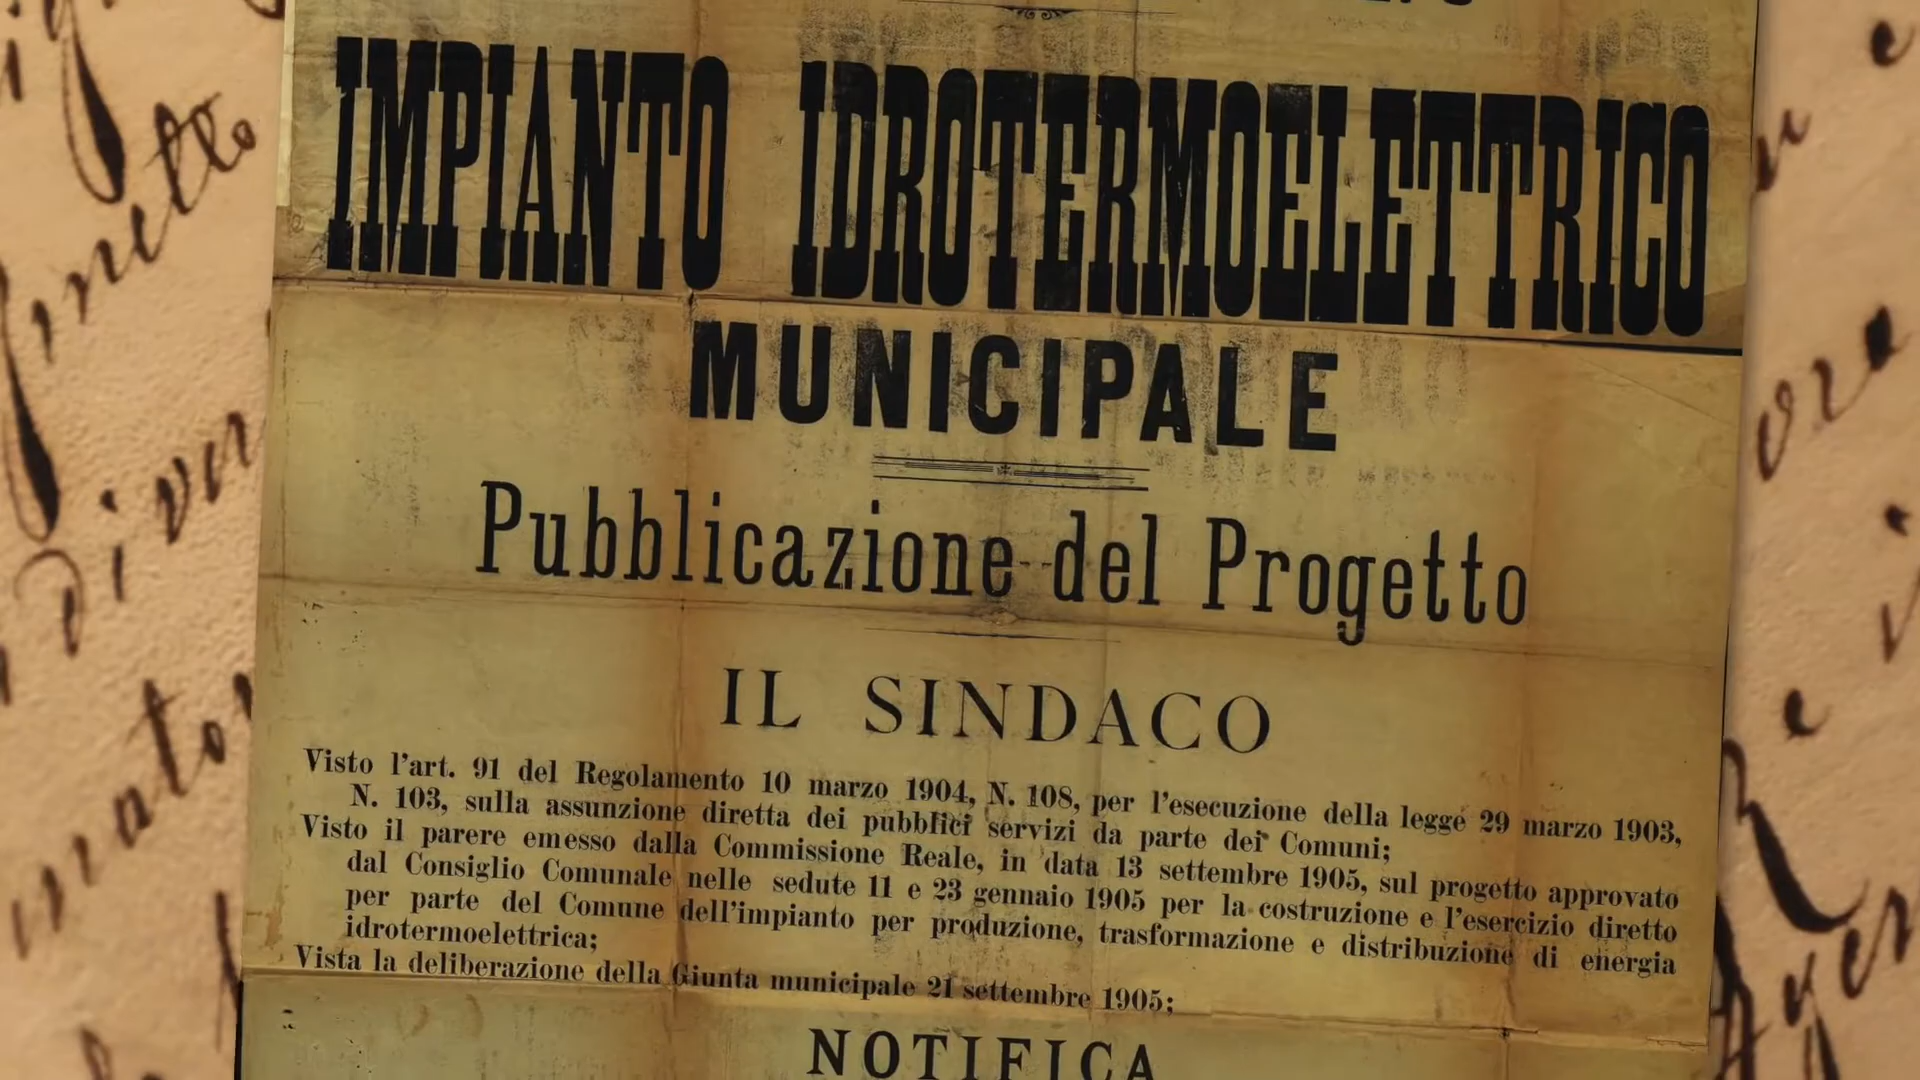 IMPIANTO IDROTERMOELETTRICO
MUNICIPALE
Pubblicazione del Progetto
IL SINDACO
Visto l'art. 91 del Regolamento 10 marzo 1904, N. 108, per l'esecuzione della legge 29 marzo 1903,
N. 103, sulla assunzione diretta dei pubblici servizi da parte dei Comuni;
Visto il parere emesso dalla Commissione Reale, in data 13 settembre 1905, sul progetto approvato
dal Consiglio Comunale nelle sedute 11 e 23 gennaio 1905 per la costruzione e l'esercizio diretto
per parte del Comune dell'impianto per produzione, trasformazione e distribuzione di energia
idrotermoelettrica;
Vista la deliberazione della Giunta municipale 21 settembre 1905;
NOTIFICA